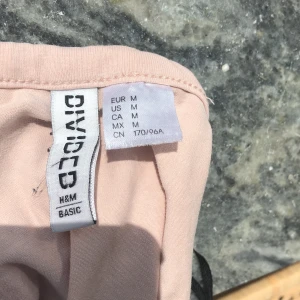 DIVIDED
H&M
BASIC
EUR M
US M
CA M
MX M
CN 170/96A